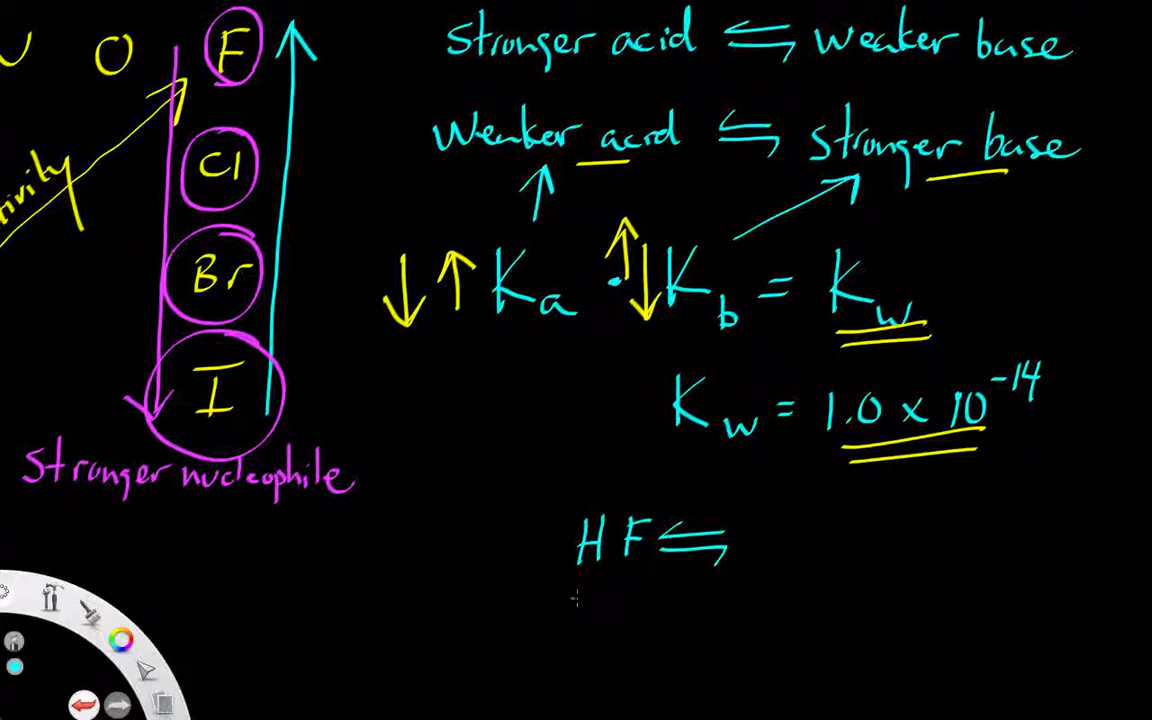 O F
Cl
Br
I
Stronger nucleophile
Stronger acid ⇌ weaker base
Weaker acid ⇌ stronger base
↓ ↑ Ka · ↑ ↓ Kb = Kw
Kw = 1.0 x 10⁻¹⁴
HF ⇌